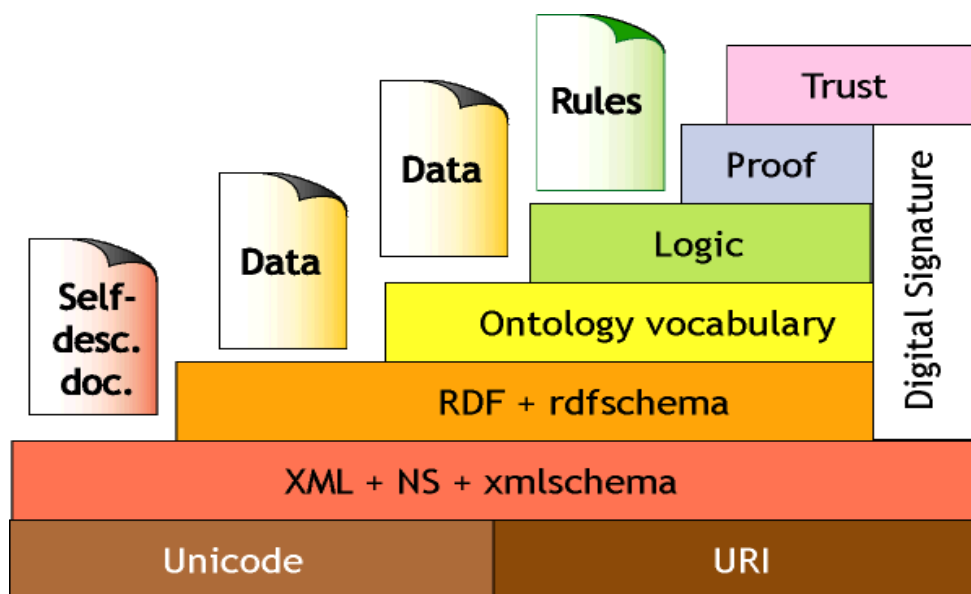 Rules
Trust
Data
Proof
Data
Logic
Self-
desc.
doc.
Ontology vocabulary
Digital Signature
RDF + rdfschema
XML + NS + xmlschema
Unicode
URI